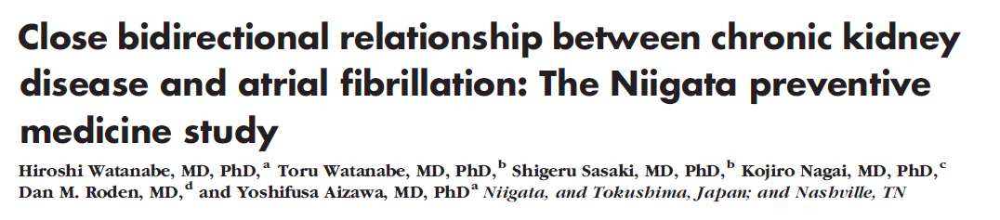 Close bidirectional relationship between chronic kidney
disease and atrial fibrillation: The Niigata preventive
medicine study
Hiroshi Watanabe, MD, PhD,a Toru Watanabe, MD, PhD,b Shigeru Sasaki, MD, PhD,b Kojiro Nagai, MD, PhD,c
Dan M. Roden, MD,d and Yoshifusa Aizawa, MD, PhDa Niigata, and Tokushima, Japan; and Nashville, TN